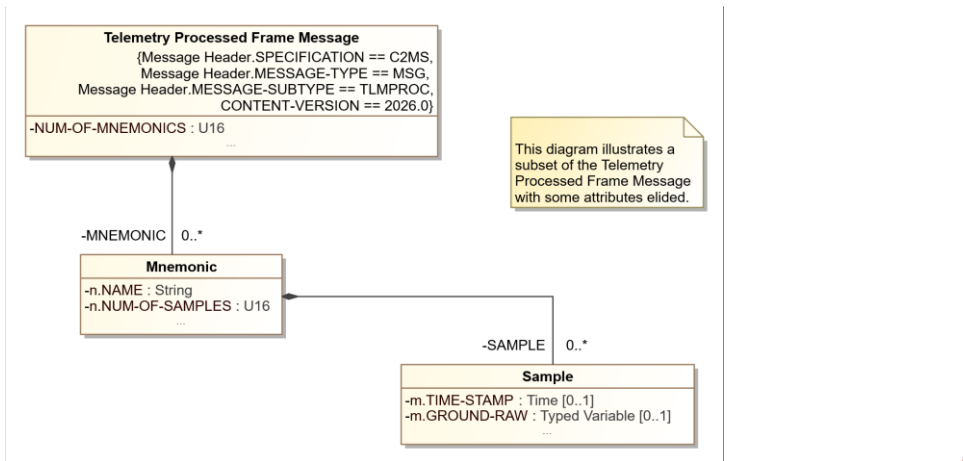 Telemetry Processed Frame Message
{Message Header.SPECIFICATION == C2MS,
Message Header.MESSAGE-TYPE == MSG,
Message Header.MESSAGE-SUBTYPE == TLMPROC,
CONTENT-VERSION == 2026.0}
-NUM-OF-MNEMONICS : U16
...
This diagram illustrates a
subset of the Telemetry
Processed Frame Message
with some attributes elided.
-MNEMONIC 0..*
Mnemonic
-n.NAME : String
-n.NUM-OF-SAMPLES : U16
...
-SAMPLE 0..*
Sample
-m.TIME-STAMP : Time [0..1]
-m.GROUND-RAW : Typed Variable [0..1]
...